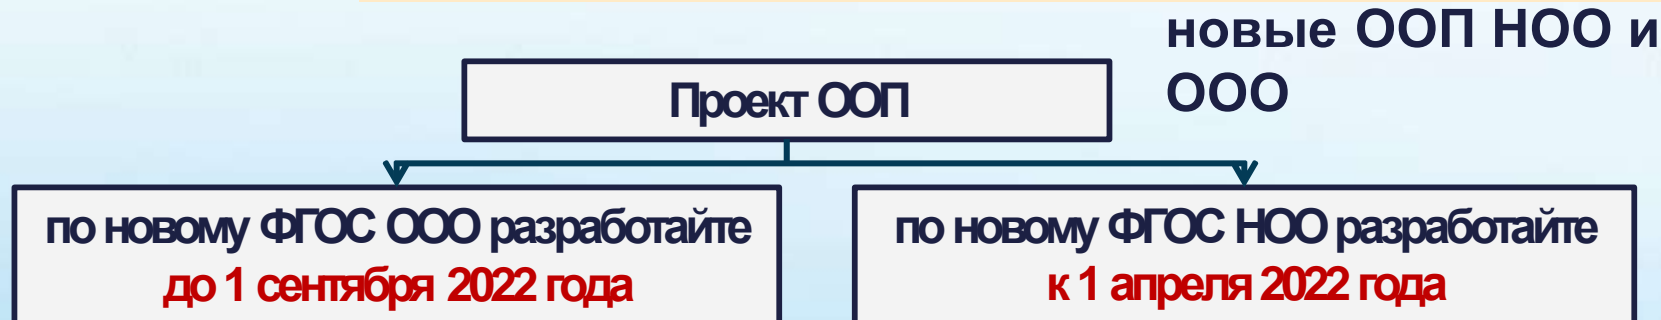 новые ООП НОО и
ООО
Проект ООП
по новому ФГОС ООО разработайте
до 1 сентября 2022 года
по новому ФГОС НОО разработайте
к 1 апреля 2022 года